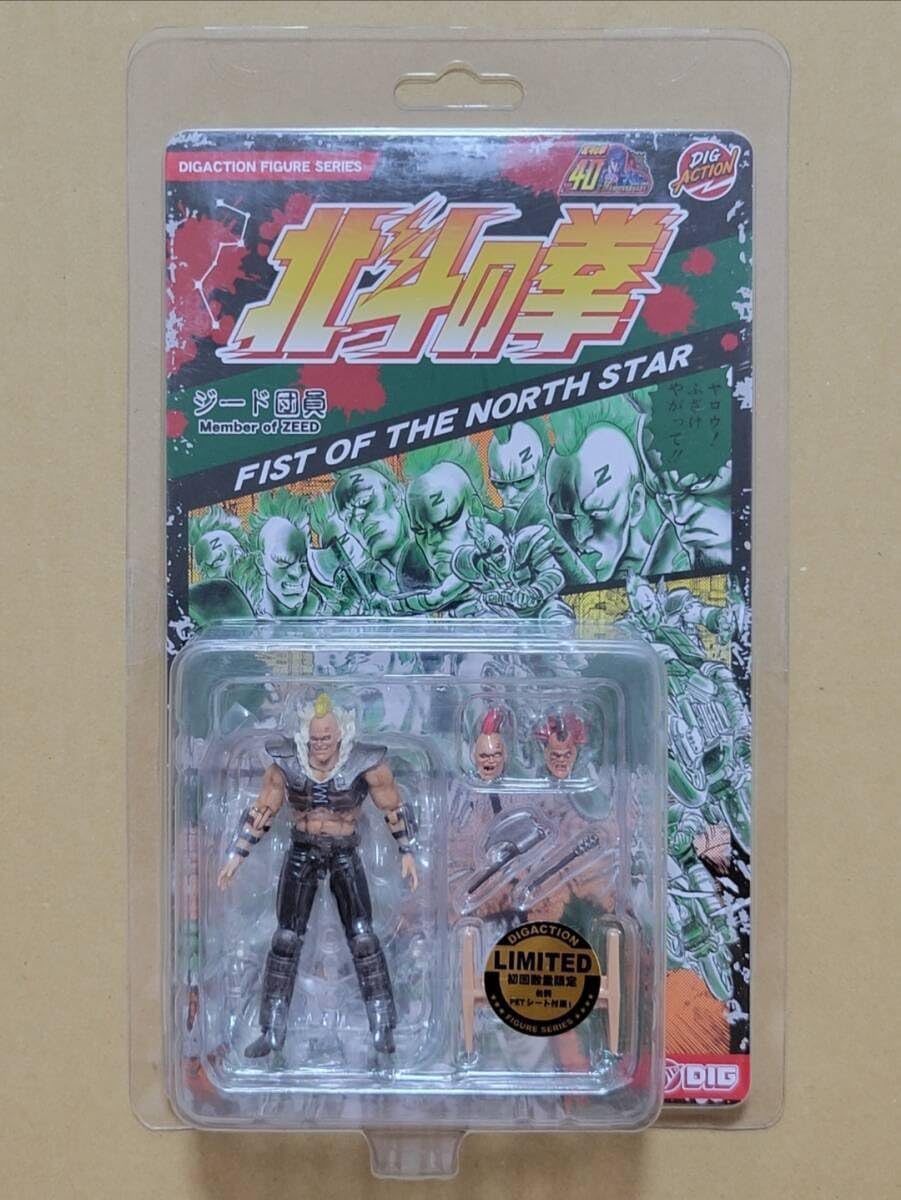 DIGACTION FIGURE SERIES
40
DIG
ACTION
北斗の拳
ジード団員
Member of ZEED
FIST OF THE NORTH STAR
ヤロウ!
ふざけ
やがって!!
Z
Z
Z
Z
Z
Z
DIGACTION
LIMITED
初回数量限定
PETシート付属!
FIGURE SERIES
DIG